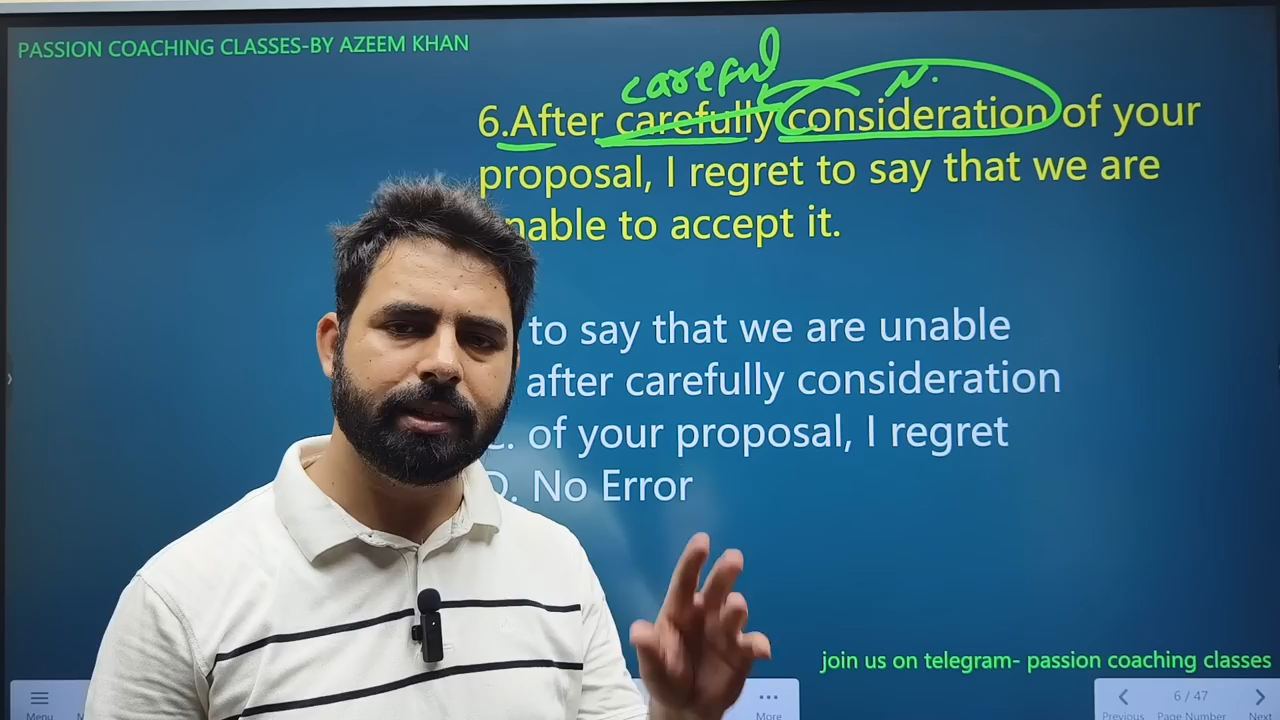 PASSION COACHING CLASSES-BY AZEEM KHAN
careful
N.
6.After carefully consideration of your
proposal, I regret to say that we are
unable to accept it.
to say that we are unable
after carefully consideration
C. of your proposal, I regret
D. No Error
join us on telegram- passion coaching classes
Menu
More
6 / 47
Previous Page Number Next